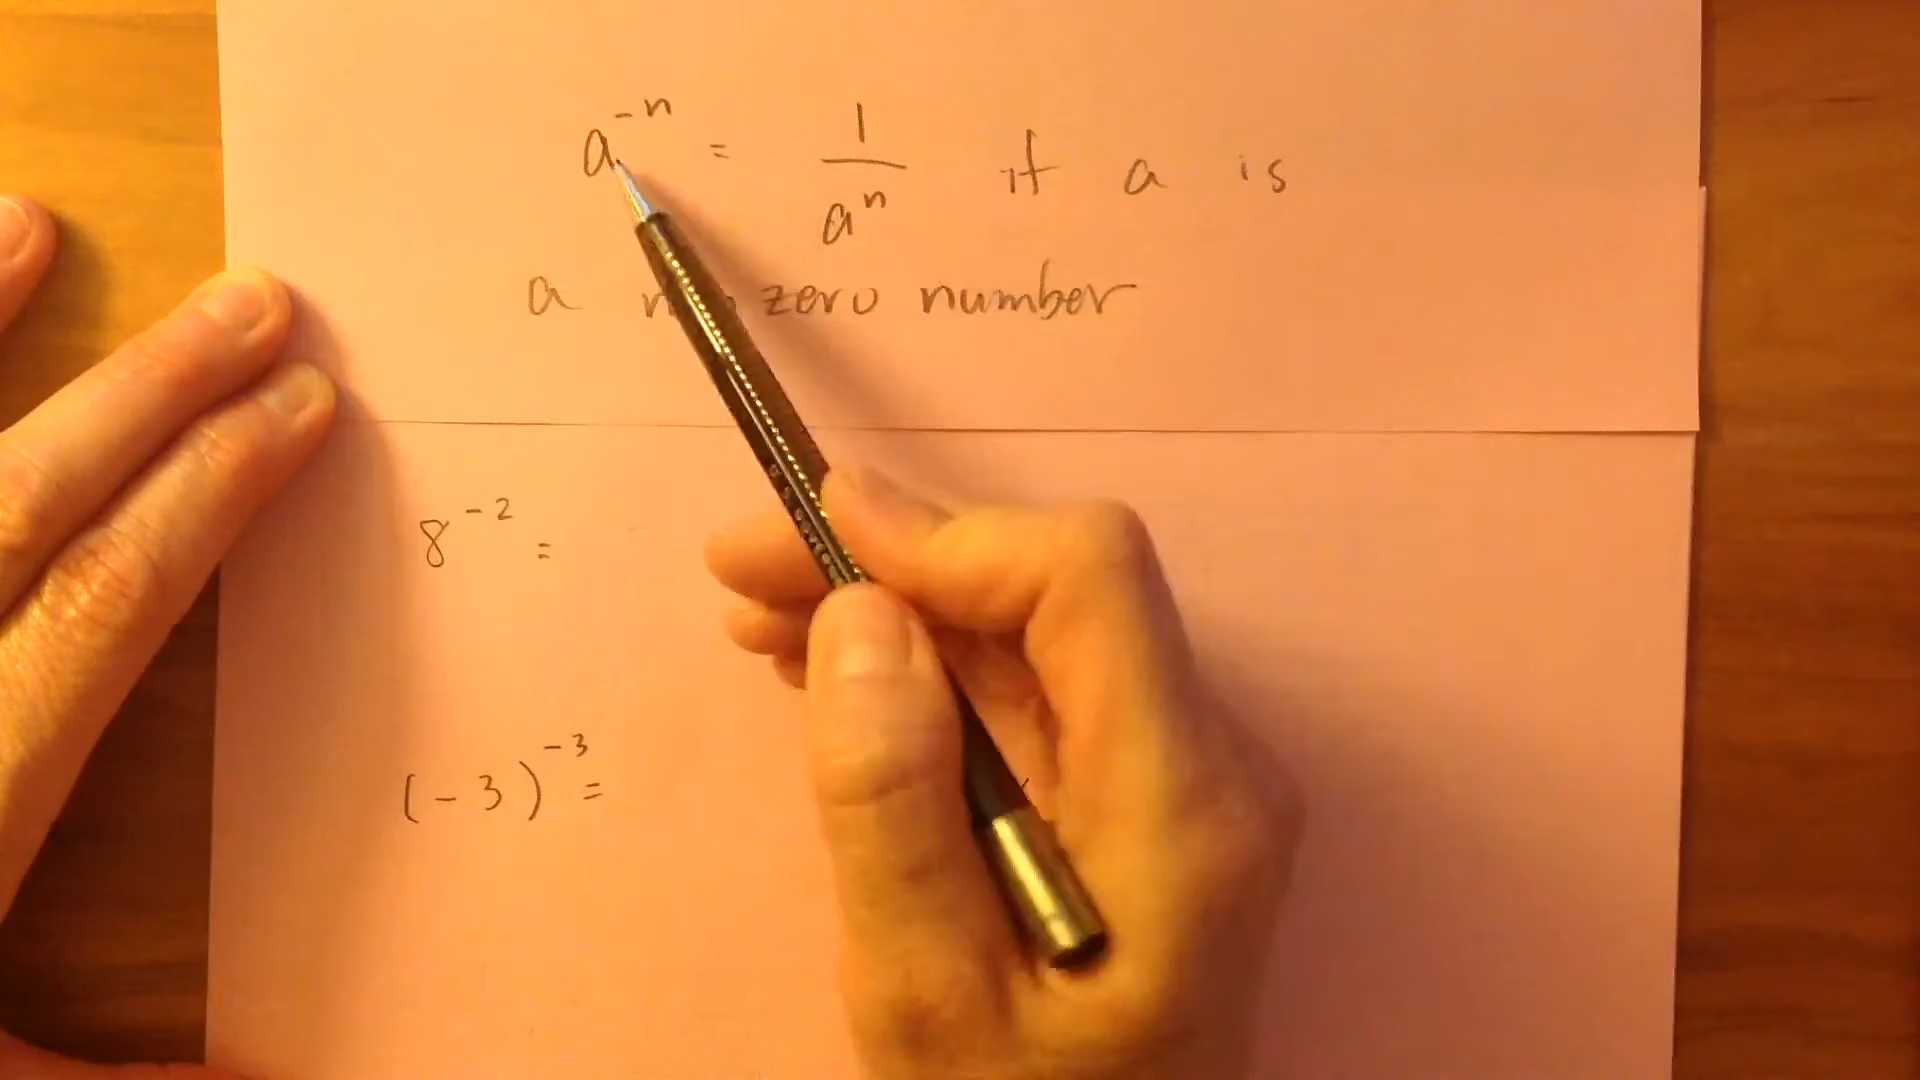 a^-n = 1/a^n if a is
a zero number
8^-2 =
(-3)^-3 =